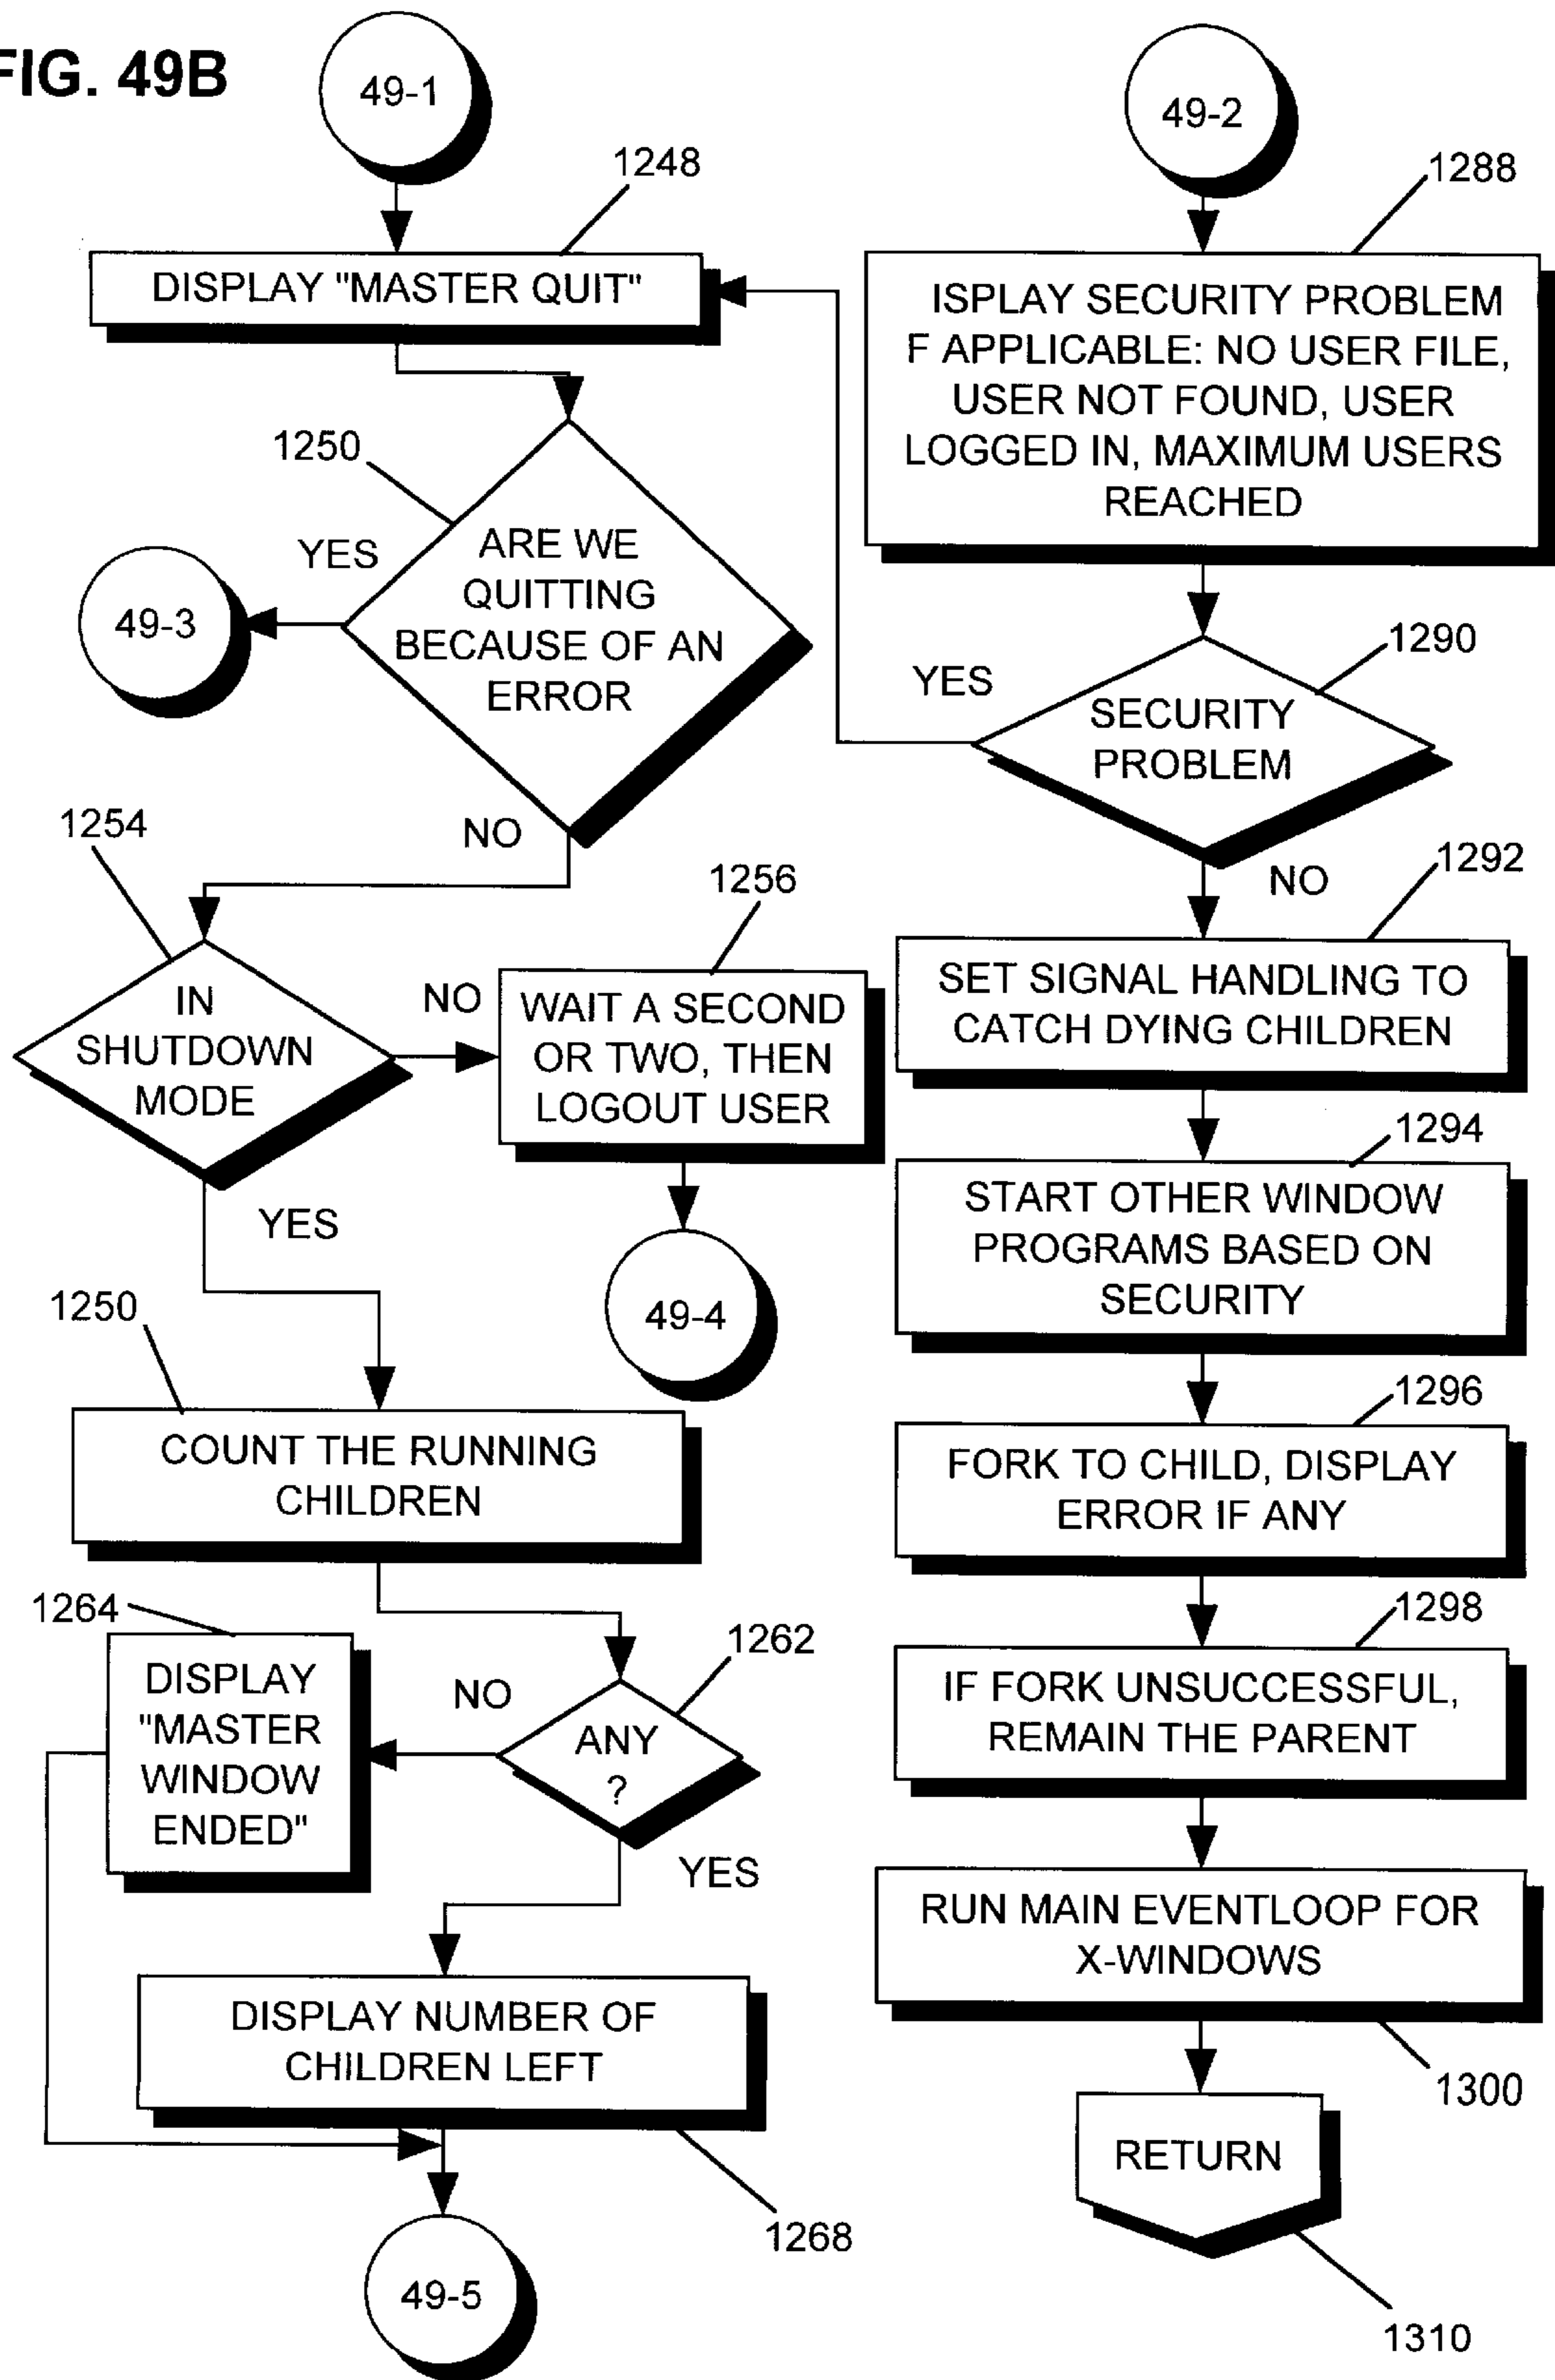 FIG. 49B
49-1
1248
DISPLAY "MASTER QUIT"
1250
ARE WE
QUITTING
BECAUSE OF AN
ERROR
YES
49-3
NO
1254
IN
SHUTDOWN
MODE
NO
1256
WAIT A SECOND
OR TWO, THEN
LOGOUT USER
49-4
YES
1250
COUNT THE RUNNING
CHILDREN
1262
ANY
?
NO
1264
DISPLAY
"MASTER
WINDOW
ENDED"
YES
DISPLAY NUMBER OF
CHILDREN LEFT
1268
49-5
49-2
1288
ISPLAY SECURITY PROBLEM
F APPLICABLE: NO USER FILE,
USER NOT FOUND, USER
LOGGED IN, MAXIMUM USERS
REACHED
1290
YES
SECURITY
PROBLEM
NO
1292
SET SIGNAL HANDLING TO
CATCH DYING CHILDREN
1294
START OTHER WINDOW
PROGRAMS BASED ON
SECURITY
1296
FORK TO CHILD, DISPLAY
ERROR IF ANY
1298
IF FORK UNSUCCESSFUL,
REMAIN THE PARENT
RUN MAIN EVENTLOOP FOR
X-WINDOWS
1300
RETURN
1310